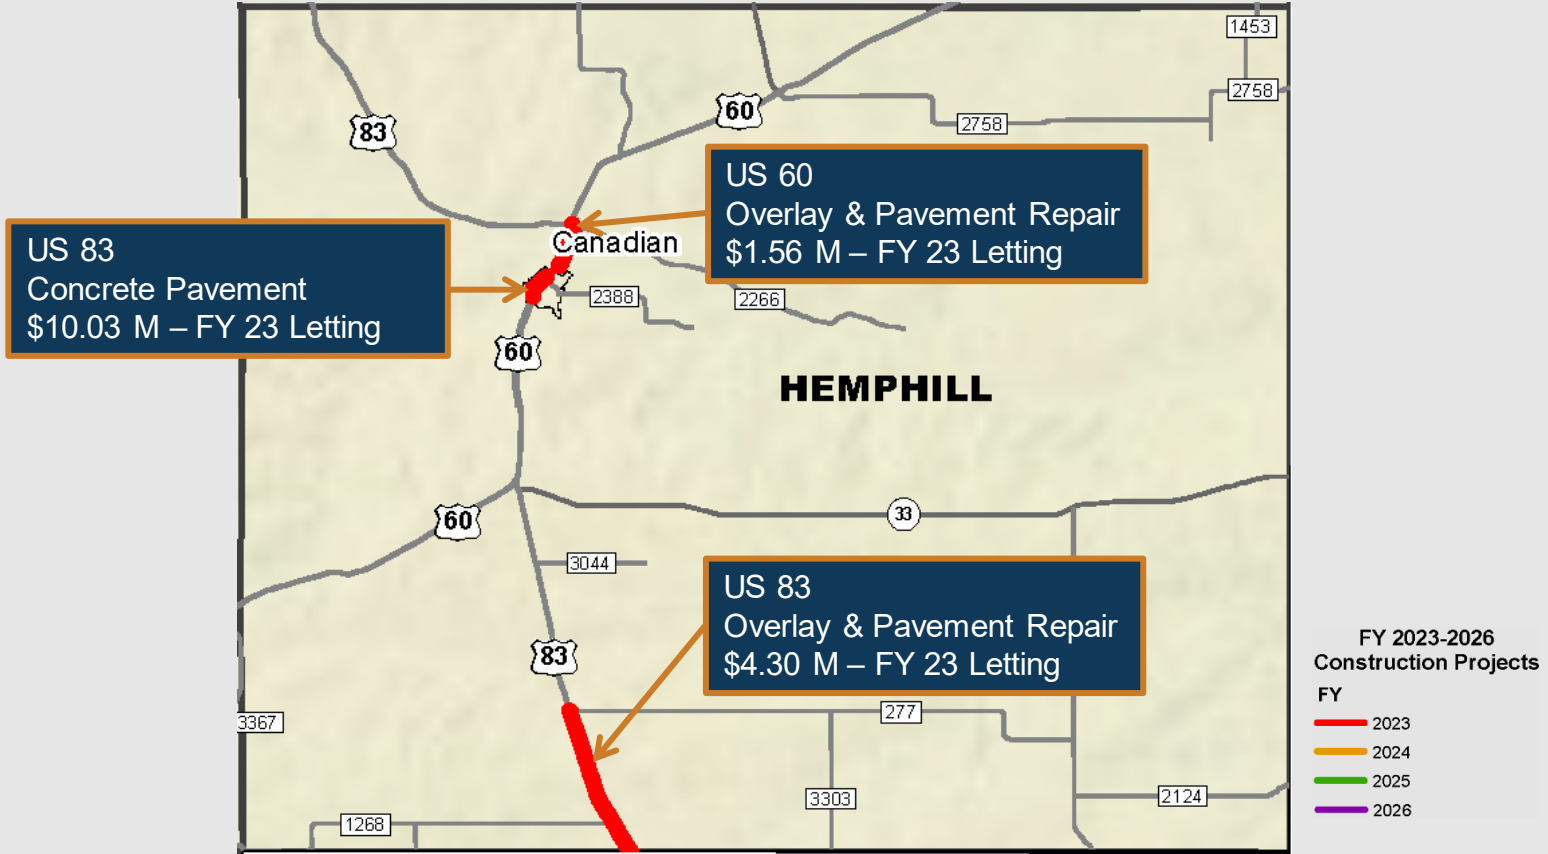 1453
2758
60
2758
83
US 60
Overlay & Pavement Repair
$1.56 M – FY 23 Letting
Canadian
US 83
Concrete Pavement
$10.03 M – FY 23 Letting
2388
2266
60
HEMPHILL
60
33
3044
US 83
Overlay & Pavement Repair
$4.30 M – FY 23 Letting
83
FY 2023-2026
Construction Projects
FY
2023
2024
2025
2026
3367
277
3303
2124
1268